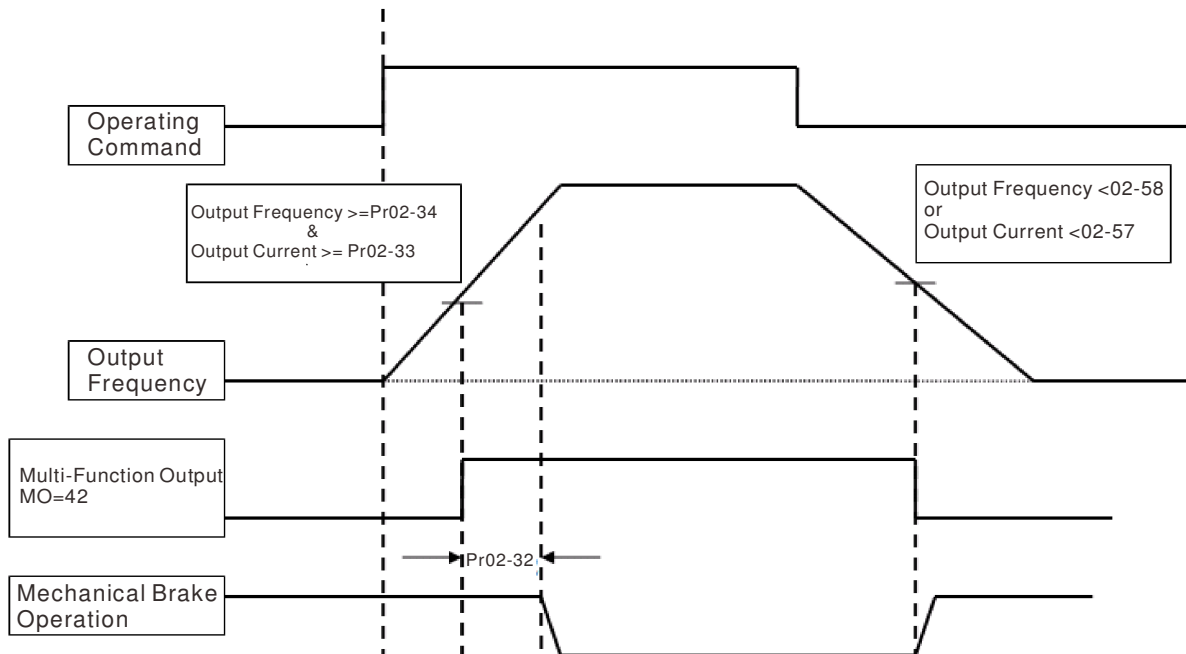 Operating
Command
Output Frequency >=Pr02-34
&
Output Current >= Pr02-33
Output Frequency <02-58
or
Output Current <02-57
Output
Frequency
Multi-Function Output
MO=42
Pr02-32
Mechanical Brake
Operation